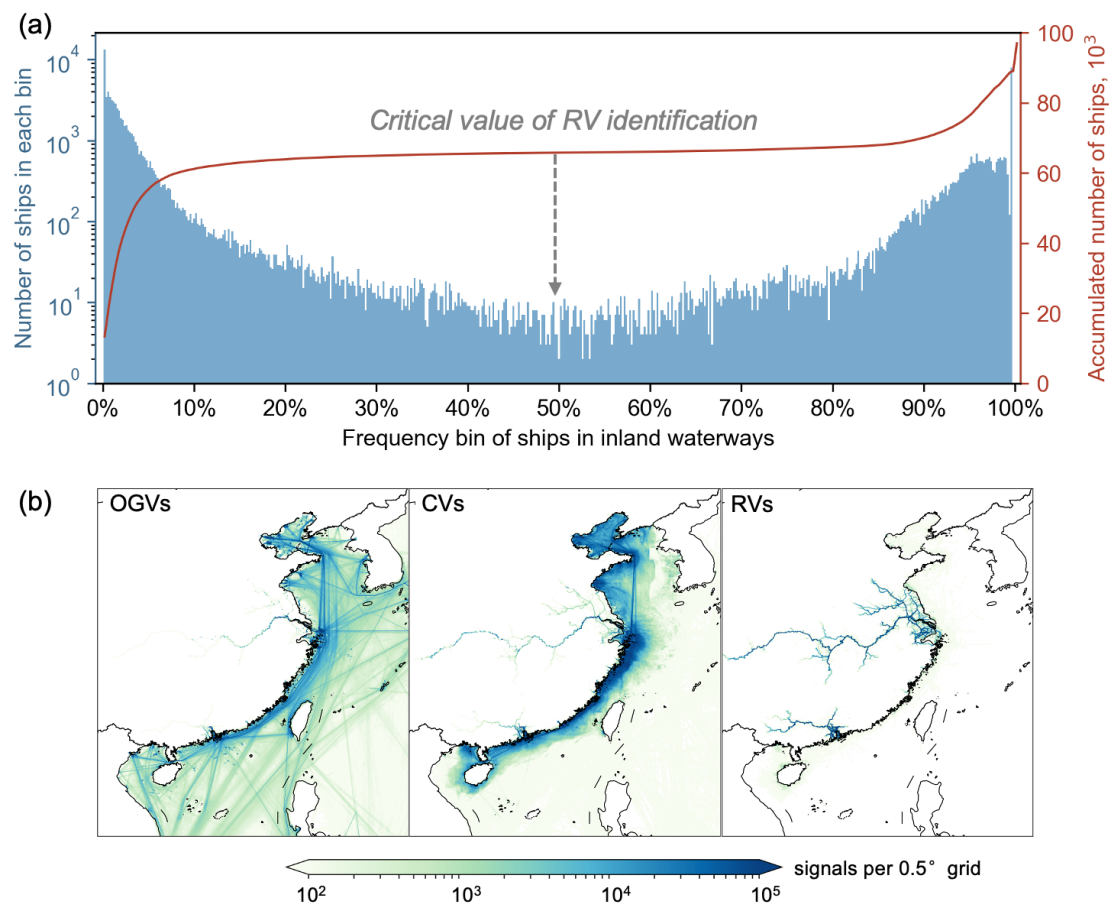 (a)
Number of ships in each bin
10⁴
10³
10²
10¹
10⁰
Critical value of RV identification
100
80
60
40
20
0
Accumulated number of ships, 10³
0%
10%
20%
30%
40%
50%
60%
70%
80%
90%
100%
Frequency bin of ships in inland waterways
(b)
OGVs
CVs
RVs
10²
10³
10⁴
10⁵
signals per 0.5° grid